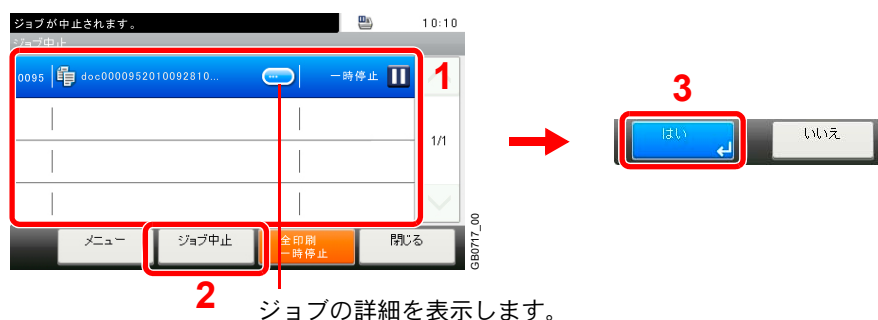 ジョブが中止されます。 10:10
ジョブ中止
0095 doc0000952010092810... 一時停止 1
1/1
メニュー ジョブ中止 全印刷 一時停止 閉じる
2
ジョブの詳細を表示します。
GB0717_00
3
はい いいえ